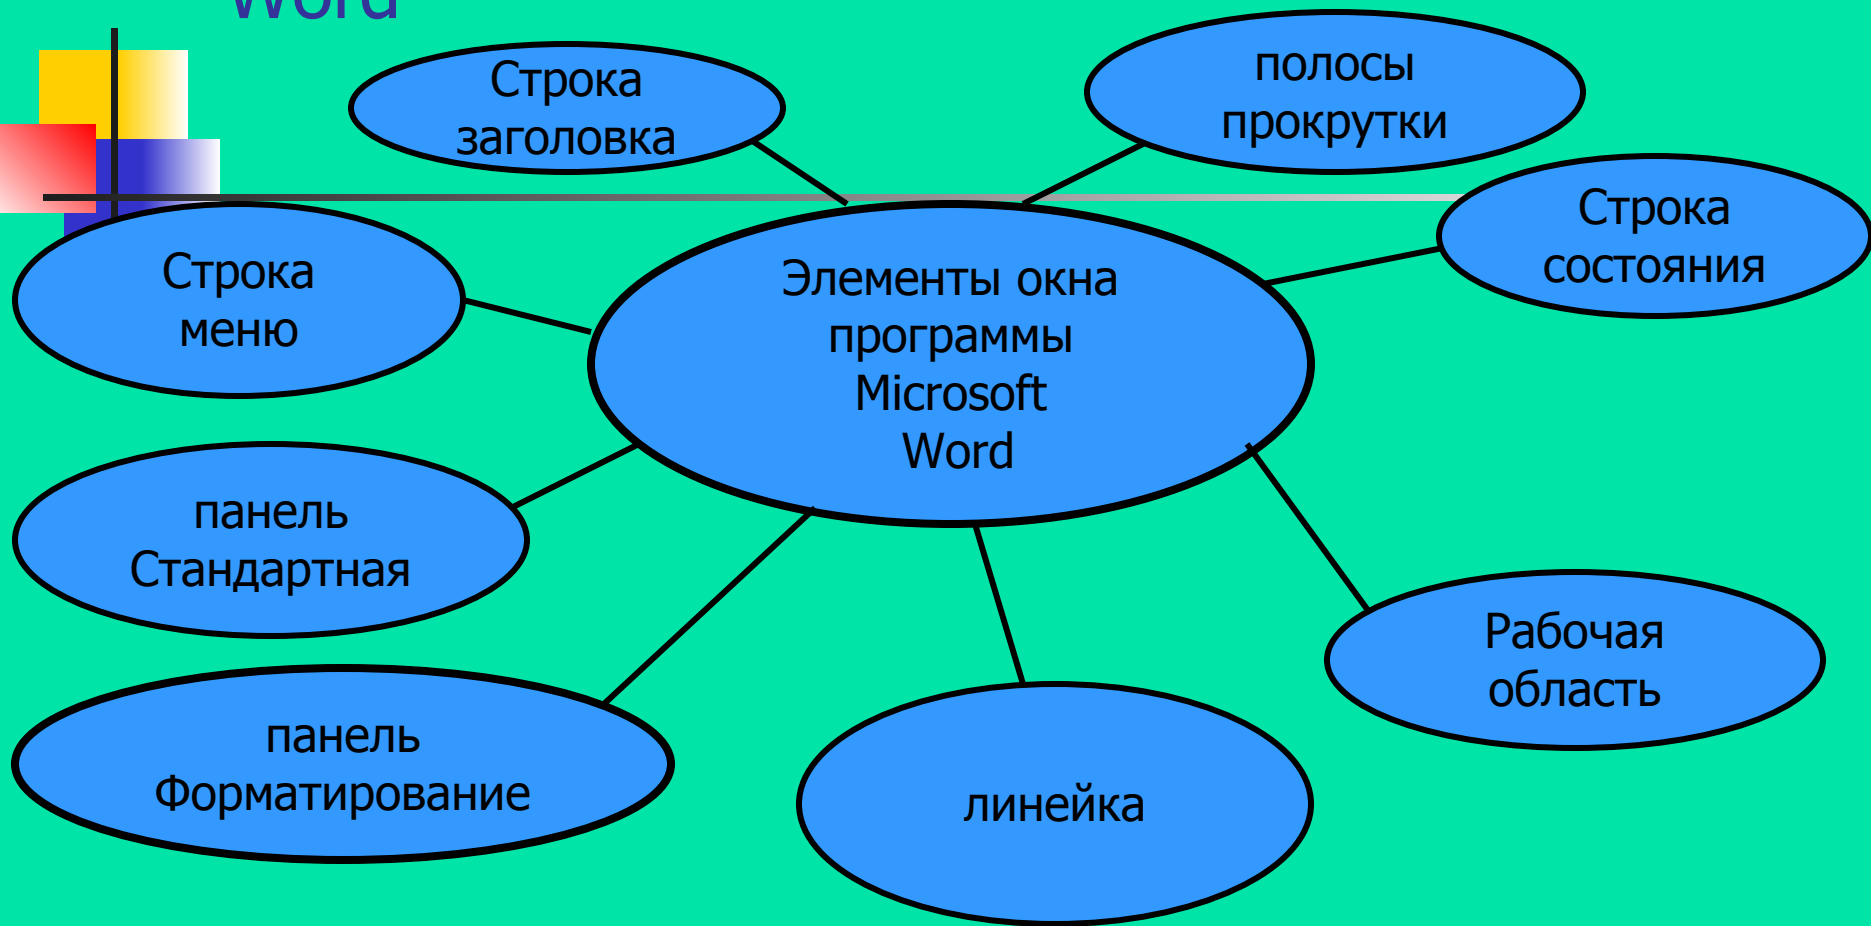 Word
Строка
заголовка
полосы
прокрутки
Строка
состояния
Строка
меню
Элементы окна
программы
Microsoft
Word
панель
Стандартная
Рабочая
область
панель
Форматирование
линейка